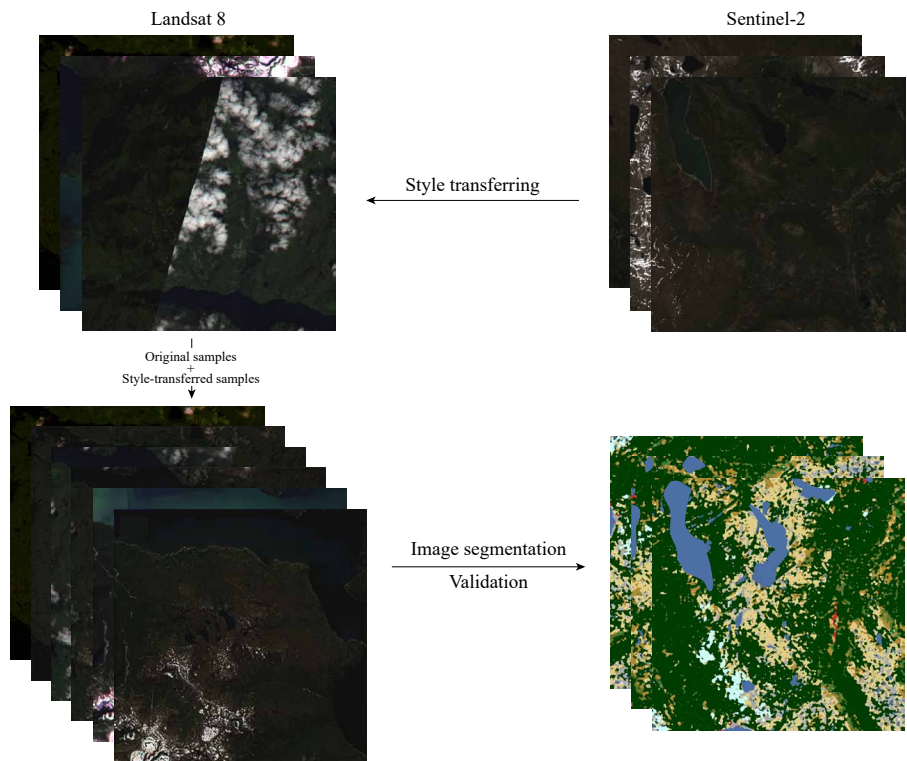 Landsat 8
Sentinel-2
Style transferring
Original samples
+
Style-transferred samples
Image segmentation
Validation